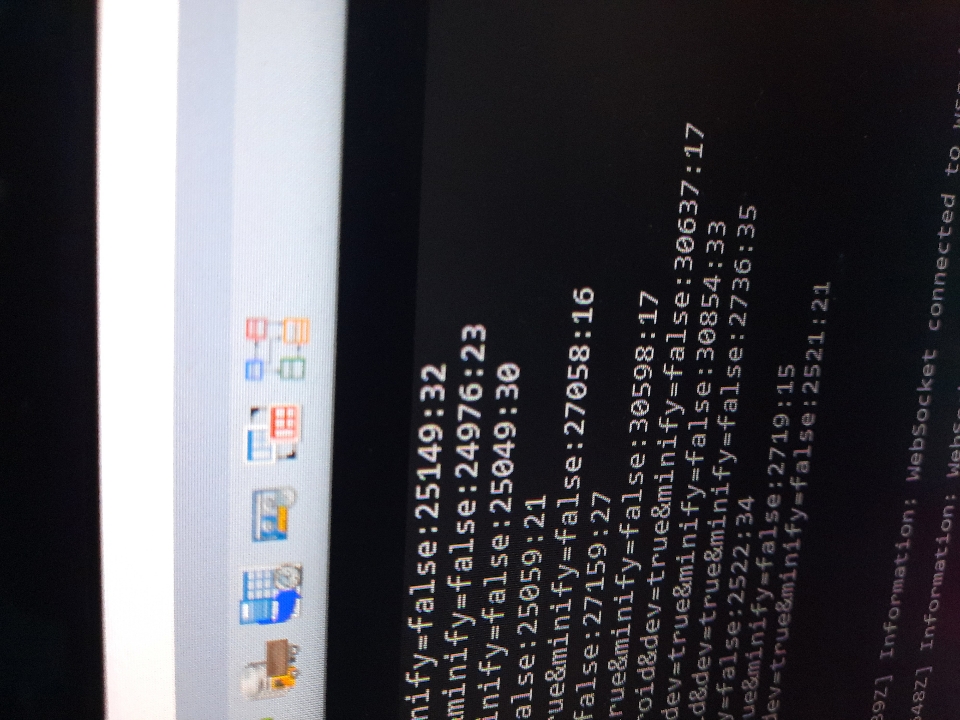 nify=false:25149:32
minify=false:24976:23
inify=false:25049:30
alse:25059:21
rue&minify=false:27058:16
false:27159:27
rue&minify=false:30598:17
roid&dev=true&minify=false:30637:17
dev=true&minify=false:30854:33
d&dev=true&minify=false:2736:35
y=false:2522:34
ue&minify=false:2719:15
dev=true&minify=false:2521:21
89Z] Information: WebSocket connected to
648Z] Information: